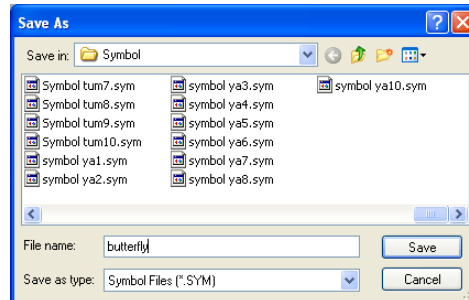 Save As
Save in: Symbol
Symbol tum7.sym symbol ya3.sym symbol ya10.sym
Symbol tum8.sym symbol ya4.sym
Symbol tum9.sym symbol ya5.sym
Symbol tum10.sym symbol ya6.sym
symbol ya1.sym symbol ya7.sym
symbol ya2.sym symbol ya8.sym
File name: butterfly Save
Save as type: Symbol Files (*.SYM) Cancel